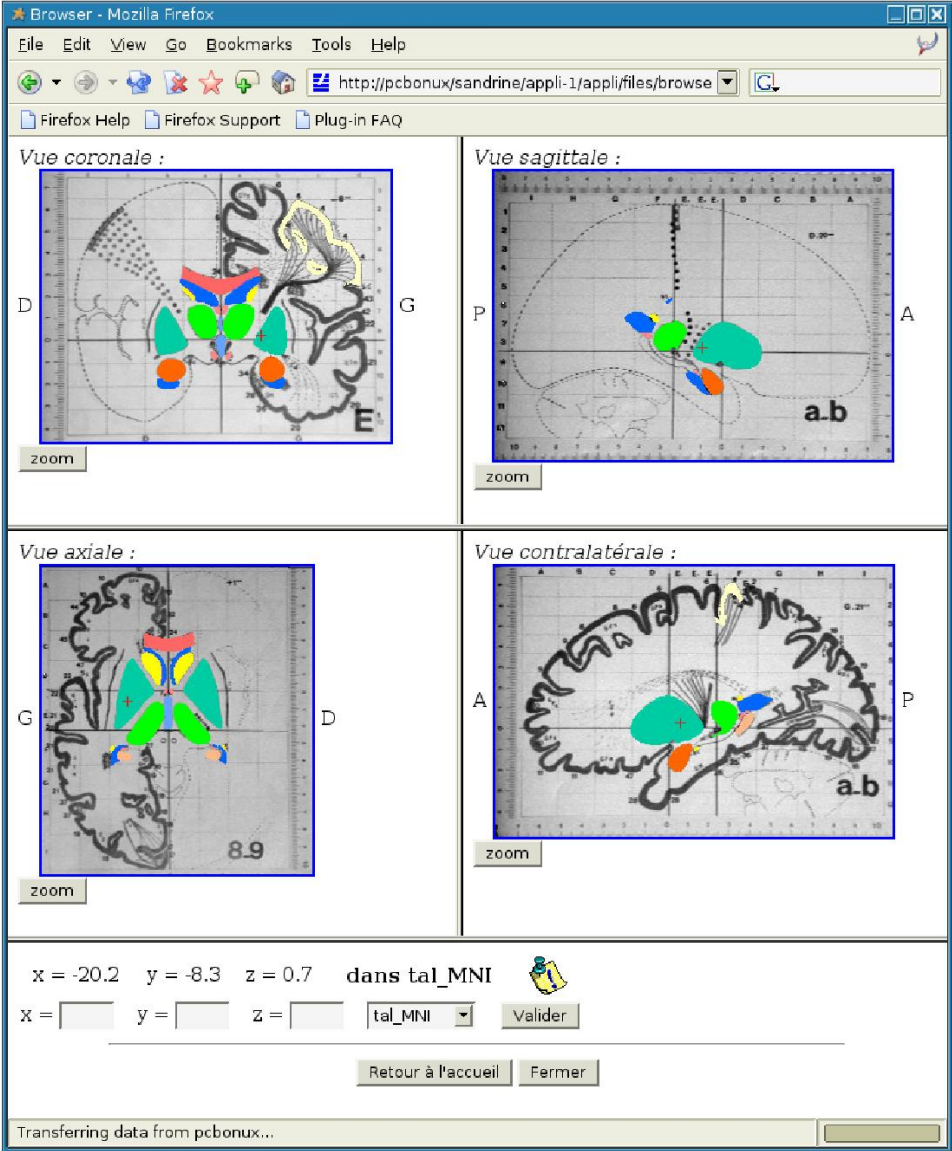 Browser - Mozilla Firefox
File Edit View Go Bookmarks Tools Help
http://pcbonux/sandrine/appli-1/appli/files/browse
G
Firefox Help Firefox Support Plug-in FAQ
Vue coronale :
D
G
E
zoom
Vue sagittale :
P
A
a-b
zoom
Vue axiale :
G
D
8-9
zoom
Vue contralatérale :
A
P
a-b
zoom
x = -20.2 y = -8.3 z = 0.7 dans tal_MNI
x = y = z = tal_MNI Valider
Retour à l'accueil Fermer
Transferring data from pcbonux...